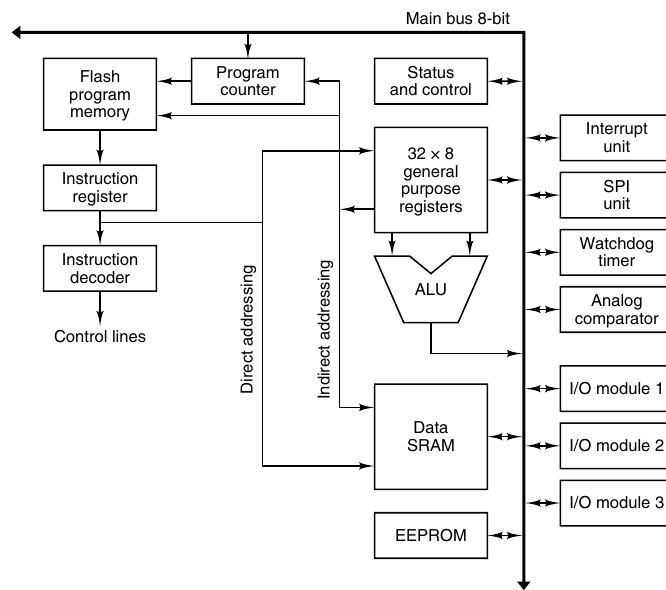 Main bus 8-bit
Flash
program
memory
Program
counter
Status
and control
32 × 8
general
purpose
registers
Interrupt
unit
Instruction
register
SPI
unit
Instruction
decoder
Watchdog
timer
ALU
Analog
comparator
Control lines
Direct addressing
Indirect addressing
I/O module 1
Data
SRAM
I/O module 2
I/O module 3
EEPROM